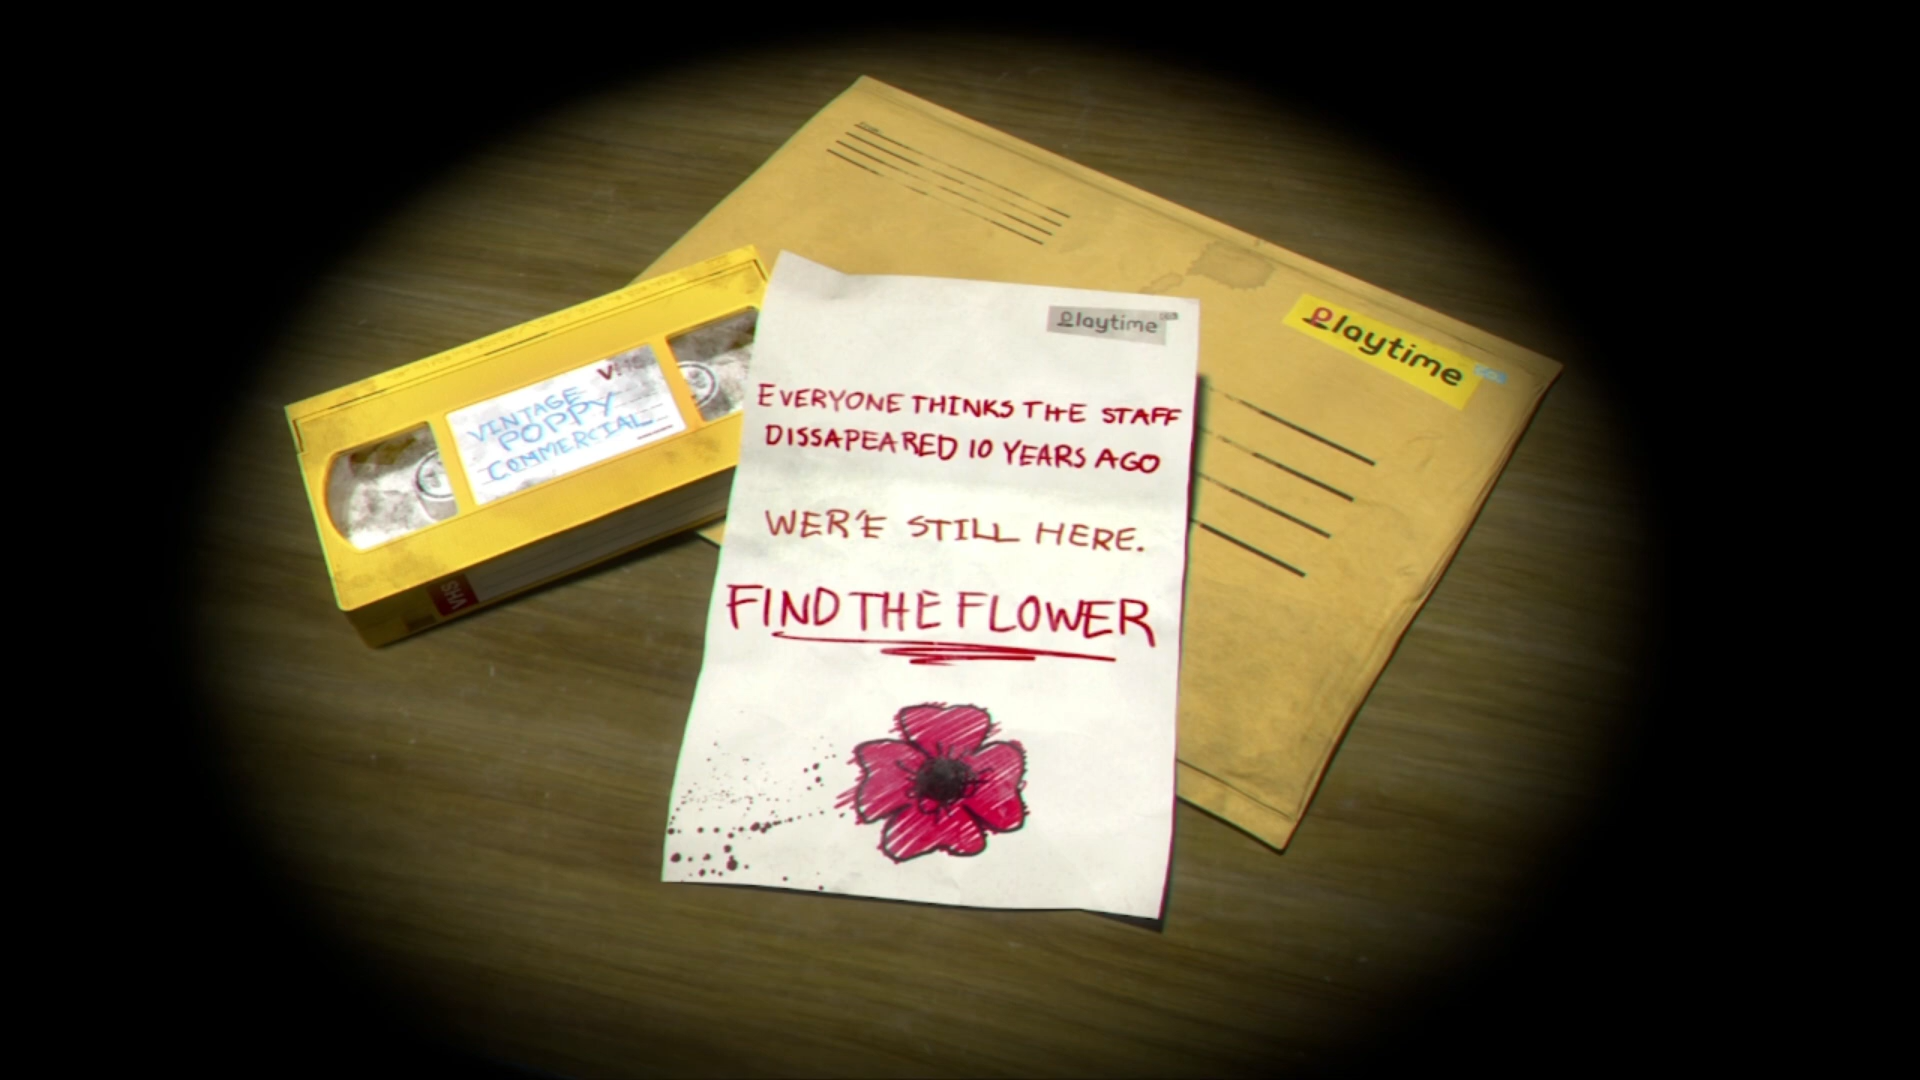 VINTAGE
POPPY
COMMERCIAL
VHS
Playtime
EVERYONE THINKS THE STAFF
DISSAPEARED 10 YEARS AGO
WER'E STILL HERE.
FIND THE FLOWER
Playtime